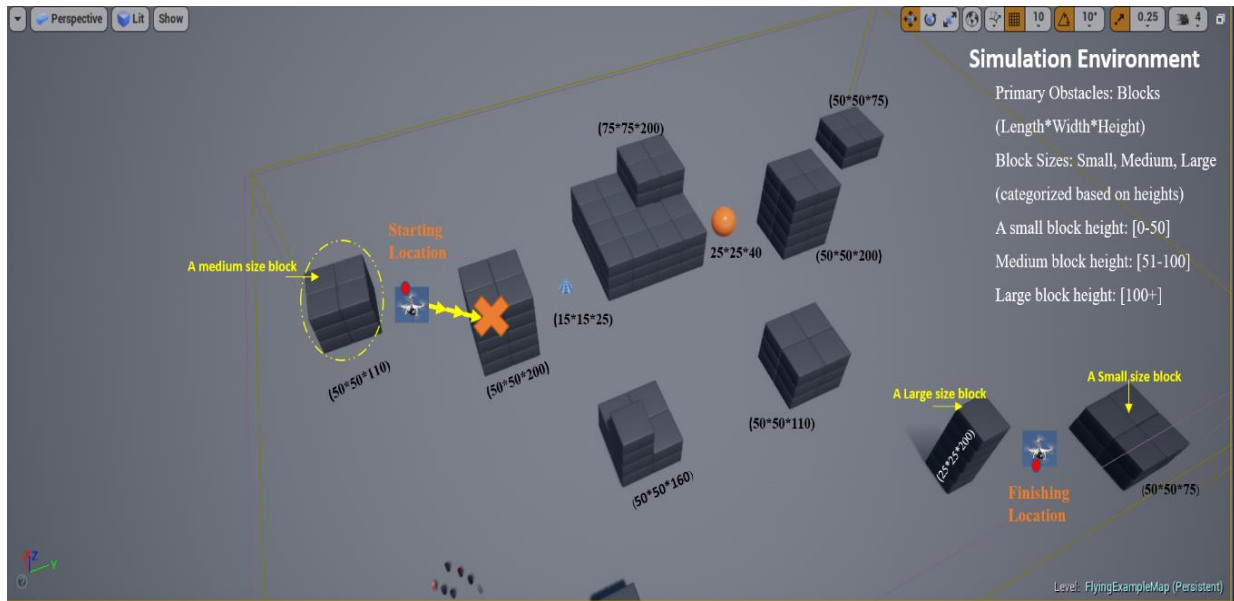 Perspective Lit Show
10 10° 0.25 4
Simulation Environment
Primary Obstacles: Blocks
(Length*Width*Height)
Block Sizes: Small, Medium, Large
(categorized based on heights)
A small block height: [0-50]
Medium block height: [51-100]
Large block height: [100+]
(50*50*75)
(75*75*200)
Starting
Location
A medium size block
25*25*40
(50*50*200)
(15*15*25)
(50*50*110)
(50*50*200)
A Small size block
A Large size block
(50*50*110)
(25*25*200)
(50*50*160)
(50*50*75)
Finishing
Location
Z
Y
Level: FlyingExampleMap (Persistent)